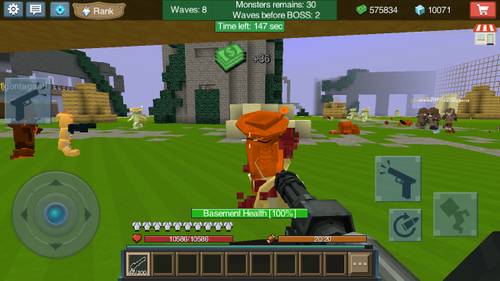 Waves: 8
Monsters remains: 30
Waves before BOSS: 2
Rank
575834
10071
Time left: 147 sec
+36
Basement Health [100%]
10586/10586
20/20